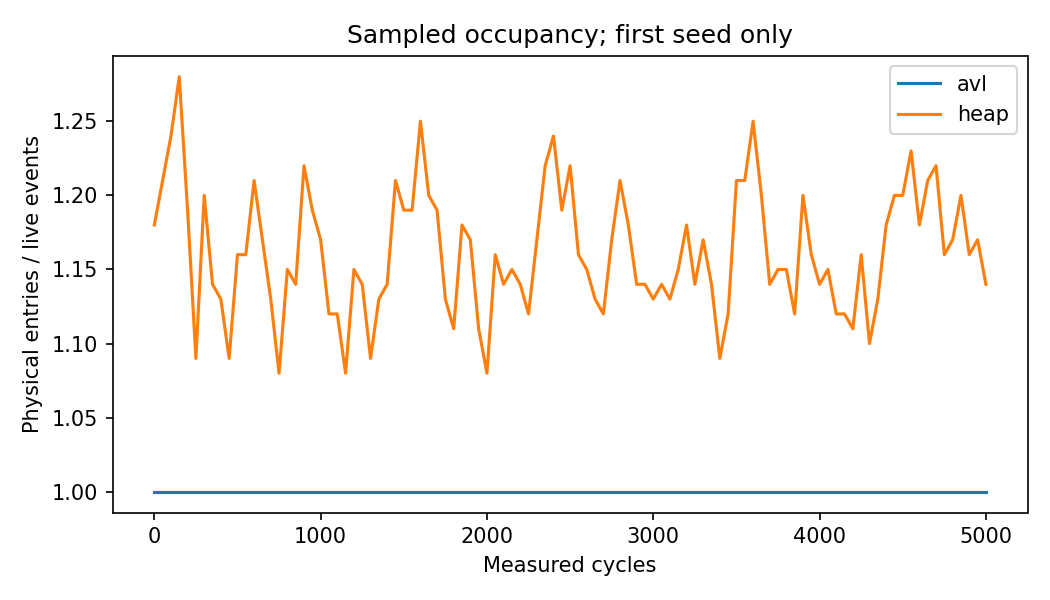 Sampled occupancy; first seed only
avl
heap
Physical entries / live events
1.25
1.20
1.15
1.10
1.05
1.00
0 1000 2000 3000 4000 5000
Measured cycles